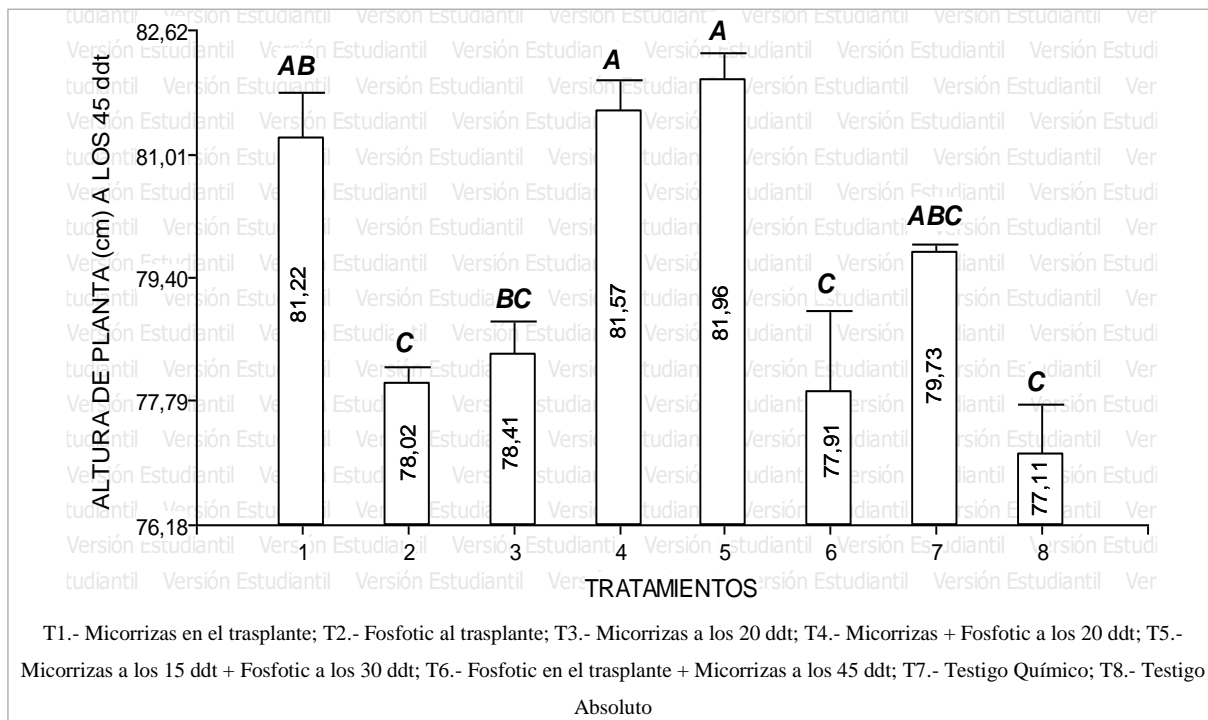 82,62
81,01
79,40
77,79
76,18
ALTURA DE PLANTA (cm) A LOS 45 ddt
AB
C
BC
A
A
C
ABC
C
81,22
78,02
78,41
81,57
81,96
77,91
79,73
77,11
1 2 3 4 5 6 7 8
TRATAMIENTOS
Versión Estudiantil
T1.- Micorrizas en el trasplante; T2.- Fosfotic al trasplante; T3.- Micorrizas a los 20 ddt; T4.- Micorrizas + Fosfotic a los 20 ddt; T5.-
Micorrizas a los 15 ddt + Fosfotic a los 30 ddt; T6.- Fosfotic en el trasplante + Micorrizas a los 45 ddt; T7.- Testigo Químico; T8.- Testigo
Absoluto